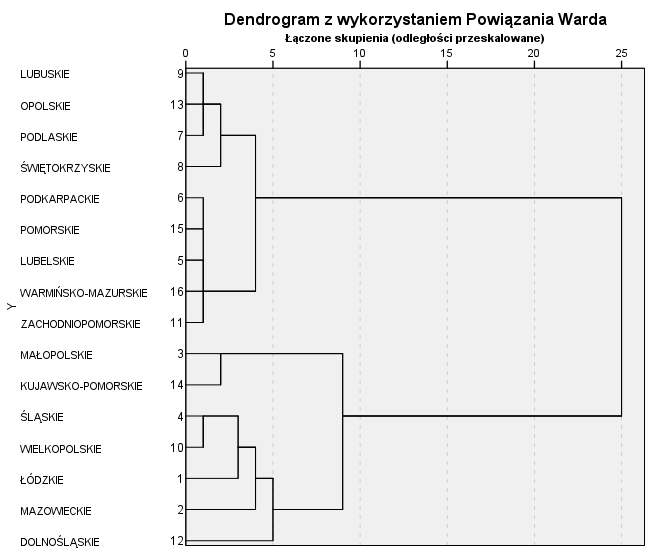 Dendrogram z wykorzystaniem Powiązania Warda
Łączone skupienia (odległości przeskalowane)
0 5 10 15 20 25
LUBUSKIE 9
OPOLSKIE 13
PODLASKIE 7
ŚWIĘTOKRZYSKIE 8
PODKARPACKIE 6
POMORSKIE 15
LUBELSKIE 5
WARMIŃSKO-MAZURSKIE 16
Y
ZACHODNIOPOMORSKIE 11
MAŁOPOLSKIE 3
KUJAWSKO-POMORSKIE 14
ŚLĄSKIE 4
WIELKOPOLSKIE 10
ŁÓDZKIE 1
MAZOWIECKIE 2
DOLNOŚLĄSKIE 12